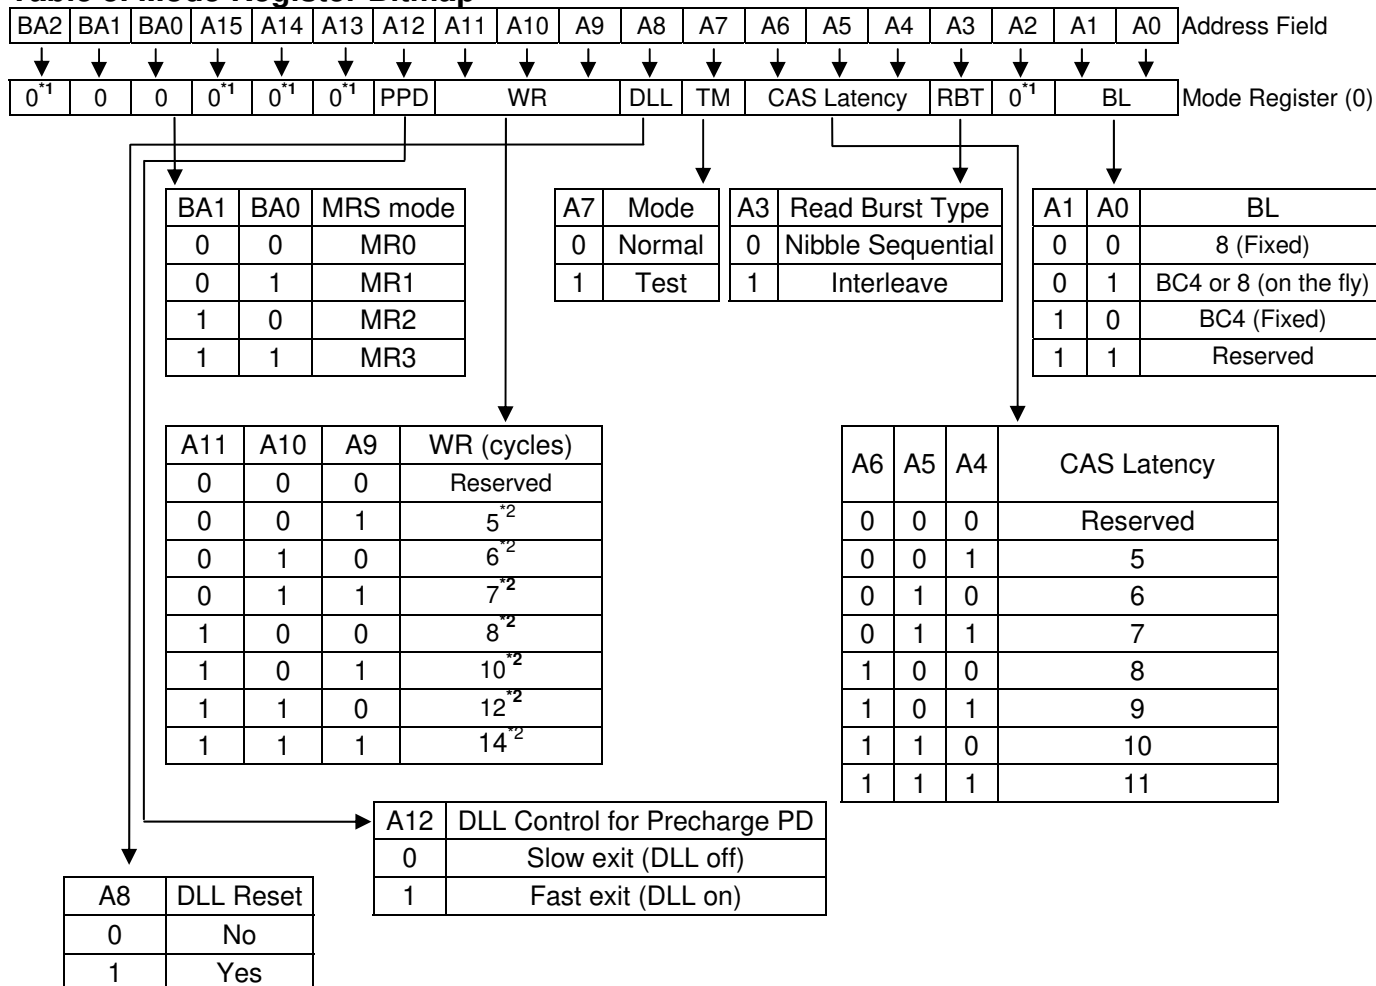 Table 6. Mode Register Bitmap
BA2 BA1 BA0 A15 A14 A13 A12 A11 A10 A9 A8 A7 A6 A5 A4 A3 A2 A1 A0 Address Field
0*1 0 0 0*1 0*1 0*1 PPD WR DLL TM CAS Latency RBT 0*1 BL Mode Register (0)
BA1 BA0 MRS mode
0 0 MR0
0 1 MR1
1 0 MR2
1 1 MR3
A7 Mode
0 Normal
1 Test
A3 Read Burst Type
0 Nibble Sequential
1 Interleave
A1 A0 BL
0 0 8 (Fixed)
0 1 BC4 or 8 (on the fly)
1 0 BC4 (Fixed)
1 1 Reserved
A11 A10 A9 WR (cycles)
0 0 0 Reserved
0 0 1 5*2
0 1 0 6*2
0 1 1 7*2
1 0 0 8*2
1 0 1 10*2
1 1 0 12*2
1 1 1 14*2
A6 A5 A4 CAS Latency
0 0 0 Reserved
0 0 1 5
0 1 0 6
0 1 1 7
1 0 0 8
1 0 1 9
1 1 0 10
1 1 1 11
A12 DLL Control for Precharge PD
0 Slow exit (DLL off)
1 Fast exit (DLL on)
A8 DLL Reset
0 No
1 Yes